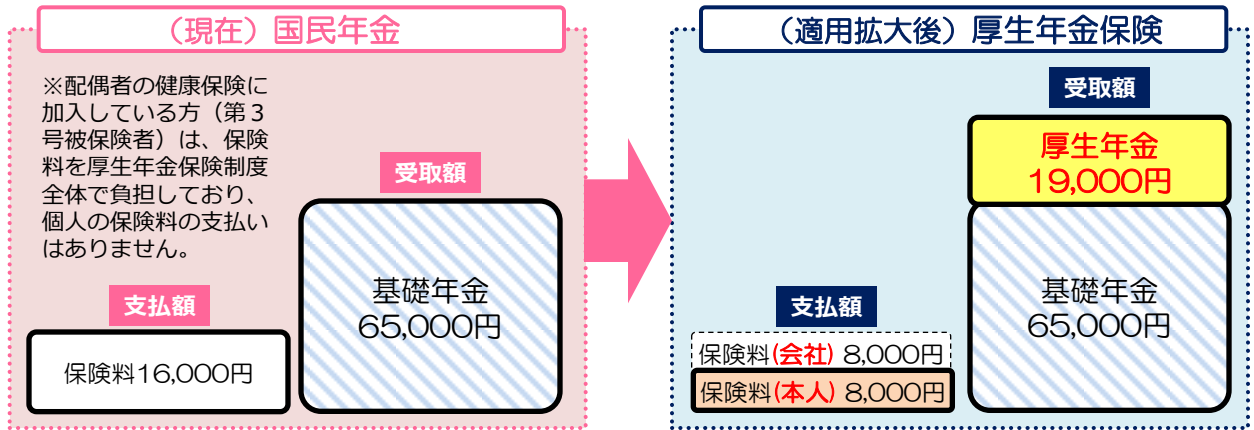 （現在）国民年金
※配偶者の健康保険に
加入している方（第３
号被保険者）は、保険
料を厚生年金保険制度
全体で負担しており、
個人の保険料の支払い
はありません。
支払額
保険料16,000円
受取額
基礎年金
65,000円
（適用拡大後）厚生年金保険
支払額
保険料(会社) 8,000円
保険料(本人) 8,000円
受取額
厚生年金
19,000円
基礎年金
65,000円